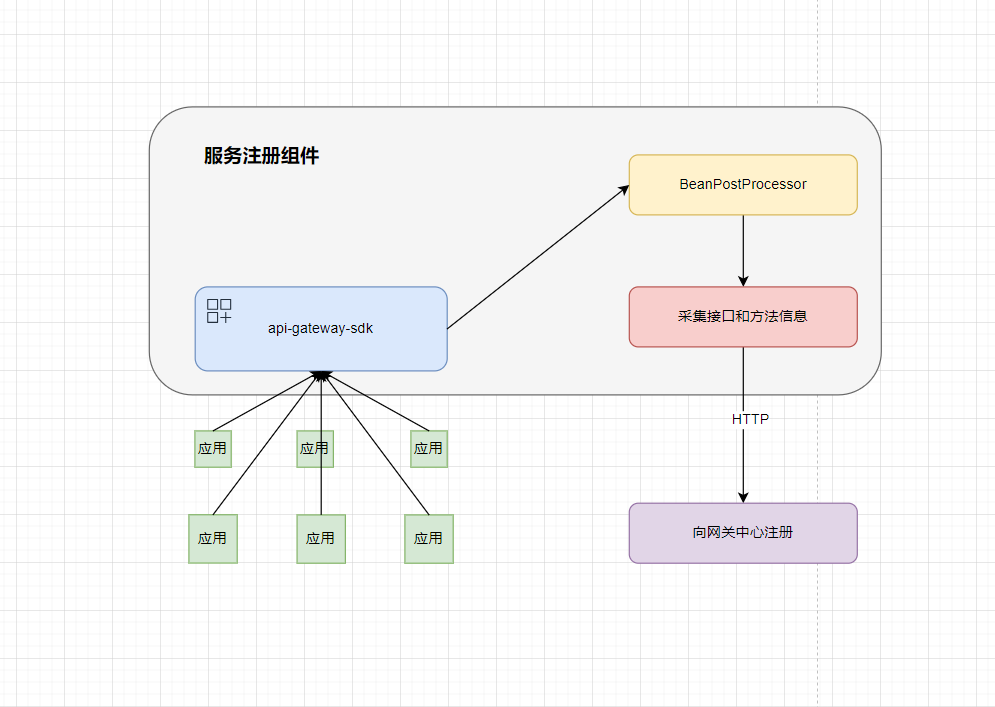 服务注册组件
BeanPostProcessor
api-gateway-sdk
采集接口和方法信息
HTTP
应用
应用
应用
应用
应用
应用
向网关中心注册